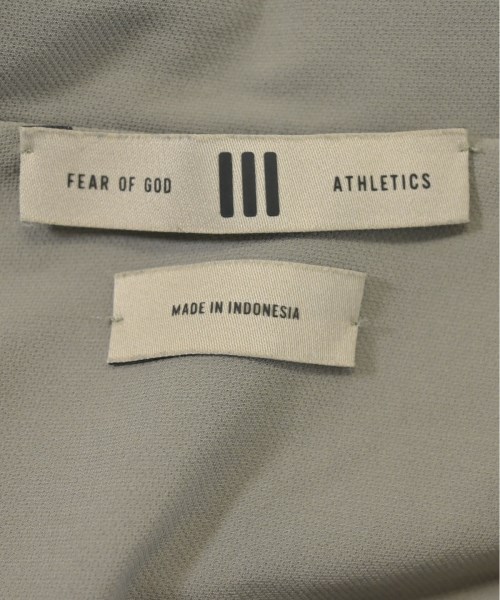 FEAR OF GOD ATHLETICS
MADE IN INDONESIA